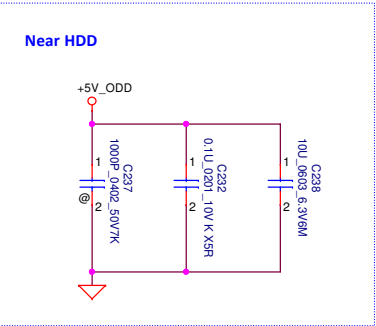 Near HDD
+5V_ODD
1
C237
1000P_0402_50V7K
@
2
1
C232
0.1U_0201_10V K X5R
2
1
C238
10U_0603_6.3V6M
2